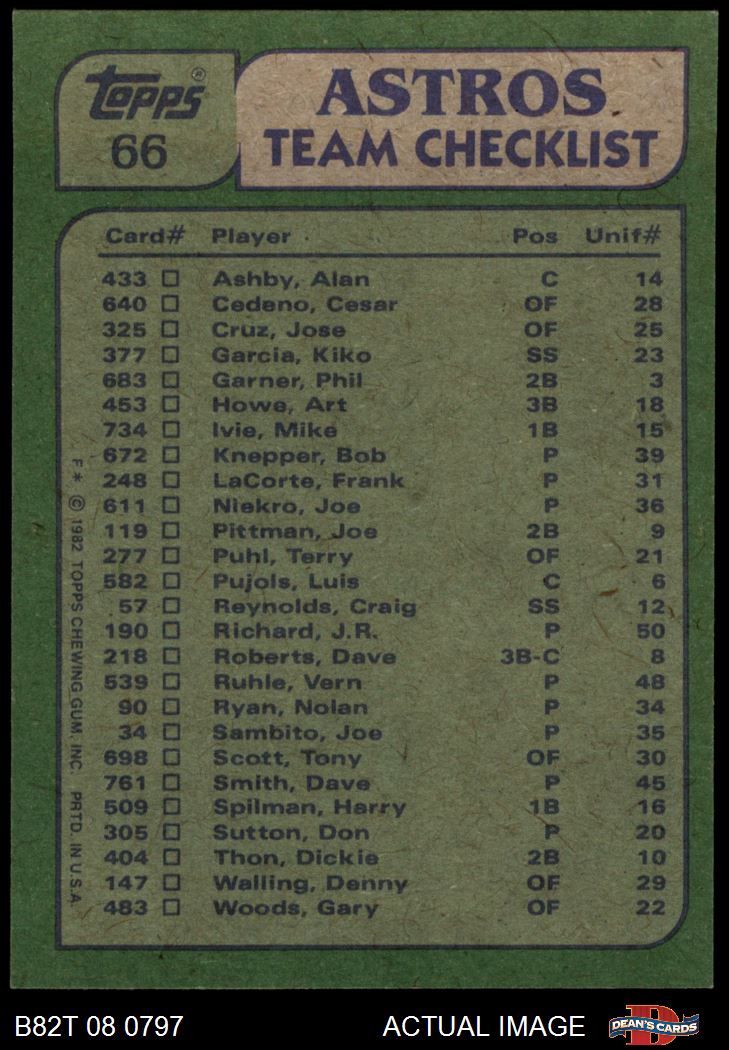 Topps®
66
ASTROS
TEAM CHECKLIST
Card# Player Pos Unif#
433 Ashby, Alan C 14
640 Cedeno, Cesar OF 28
325 Cruz, Jose OF 25
377 Garcia, Kiko SS 23
683 Garner, Phil 2B 3
453 Howe, Art 3B 18
734 Ivie, Mike 1B 15
672 Knepper, Bob P 39
248 LaCorte, Frank P 31
611 Niekro, Joe P 36
119 Pittman, Joe 2B 9
277 Puhl, Terry OF 21
582 Pujols, Luis C 6
57 Reynolds, Craig SS 12
190 Richard, J.R. P 50
218 Roberts, Dave 3B-C 8
539 Ruhle, Vern P 48
90 Ryan, Nolan P 34
34 Sambito, Joe P 35
698 Scott, Tony OF 30
761 Smith, Dave P 45
509 Spilman, Harry 1B 16
305 Sutton, Don P 20
404 Thon, Dickie 2B 10
147 Walling, Denny OF 29
483 Woods, Gary OF 22
F* © 1982 TOPPS CHEWING GUM, INC. PRTD. IN U.S.A.
B82T 08 0797 ACTUAL IMAGE DEAN'S CARDS